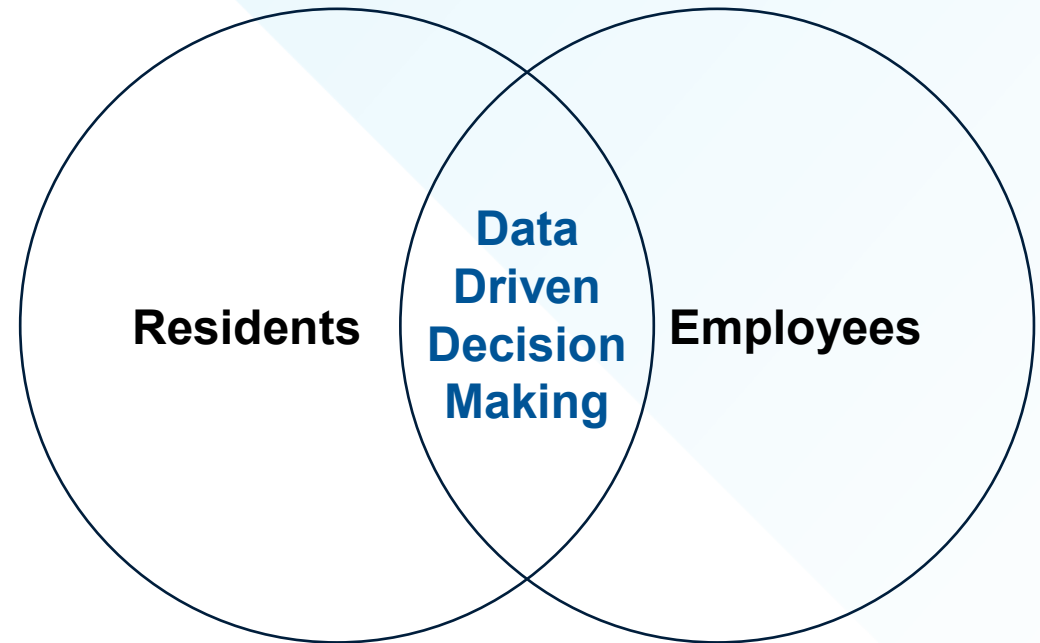 Residents
Data
Driven
Decision
Making
Employees